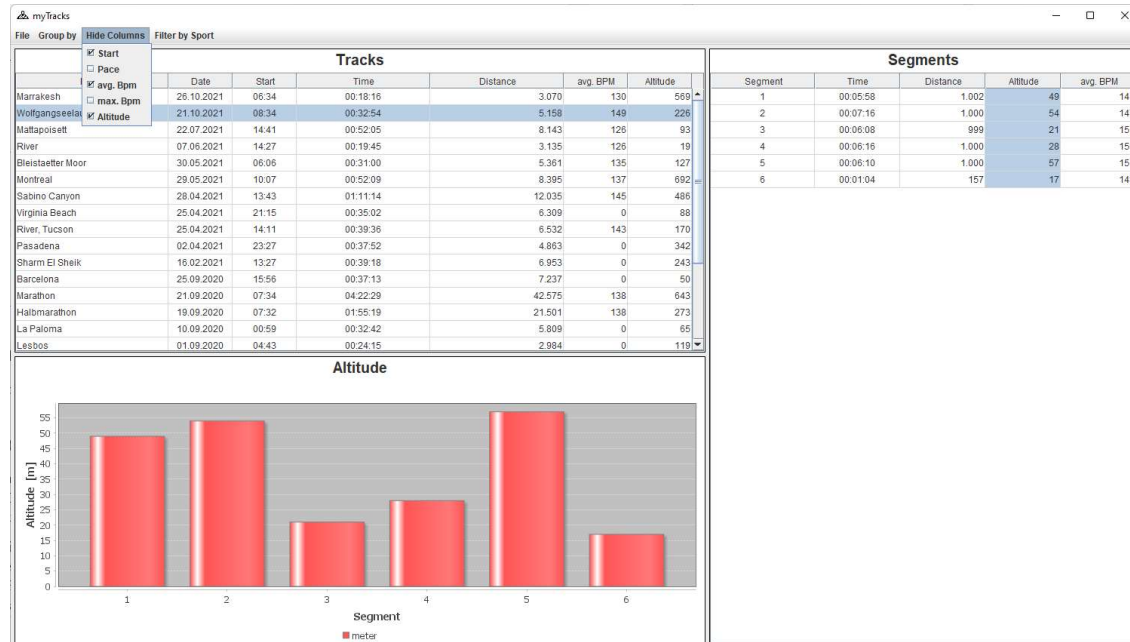 myTracks
File Group by Hide Columns Filter by Sport
Start
Pace
avg. Bpm
max. Bpm
Altitude
Tracks
Date Start Time Distance avg. BPM Altitude
Marrakesh 26.10.2021 06:34 00:18:16 3.070 130 569
21.10.2021 08:34 00:32:54 5.158 149 226
Mattapoisett 22.07.2021 14:41 00:52:05 8.143 126 93
River 07.06.2021 14:27 00:19:45 3.135 126 19
Bleistaetter Moor 30.05.2021 06:06 00:31:00 5.361 135 127
Montreal 29.05.2021 10:07 00:52:09 8.395 137 692
Sabino Canyon 28.04.2021 13:43 01:11:14 12.035 145 486
Virginia Beach 25.04.2021 21:15 00:35:02 6.309 0 88
River, Tucson 25.04.2021 14:11 00:39:36 6.532 143 170
Pasadena 02.04.2021 23:27 00:37:52 4.863 0 342
Sharm El Sheik 16.02.2021 13:27 00:39:18 6.953 0 243
Barcelona 25.09.2020 15:56 00:37:13 7.237 0 50
Marathon 21.09.2020 07:34 04:22:29 42.575 138 643
Halbmarathon 19.09.2020 07:32 01:55:19 21.501 138 273
La Paloma 10.09.2020 00:59 00:32:42 5.809 0 65
Lesbos 01.09.2020 04:43 00:24:15 2.984 0 119
Segments
Segment Time Distance Altitude avg. BPM
1 00:05:58 1.002 49 14
2 00:07:16 1.000 54 14
3 00:06:08 999 21 15
4 00:06:16 1.000 28 15
5 00:06:10 1.000 57 15
6 00:01:04 157 17 14
Altitude
Altitude [m]
55
50
45
40
35
30
25
20
15
10
5
0
1 2 3 4 5 6
Segment
meter